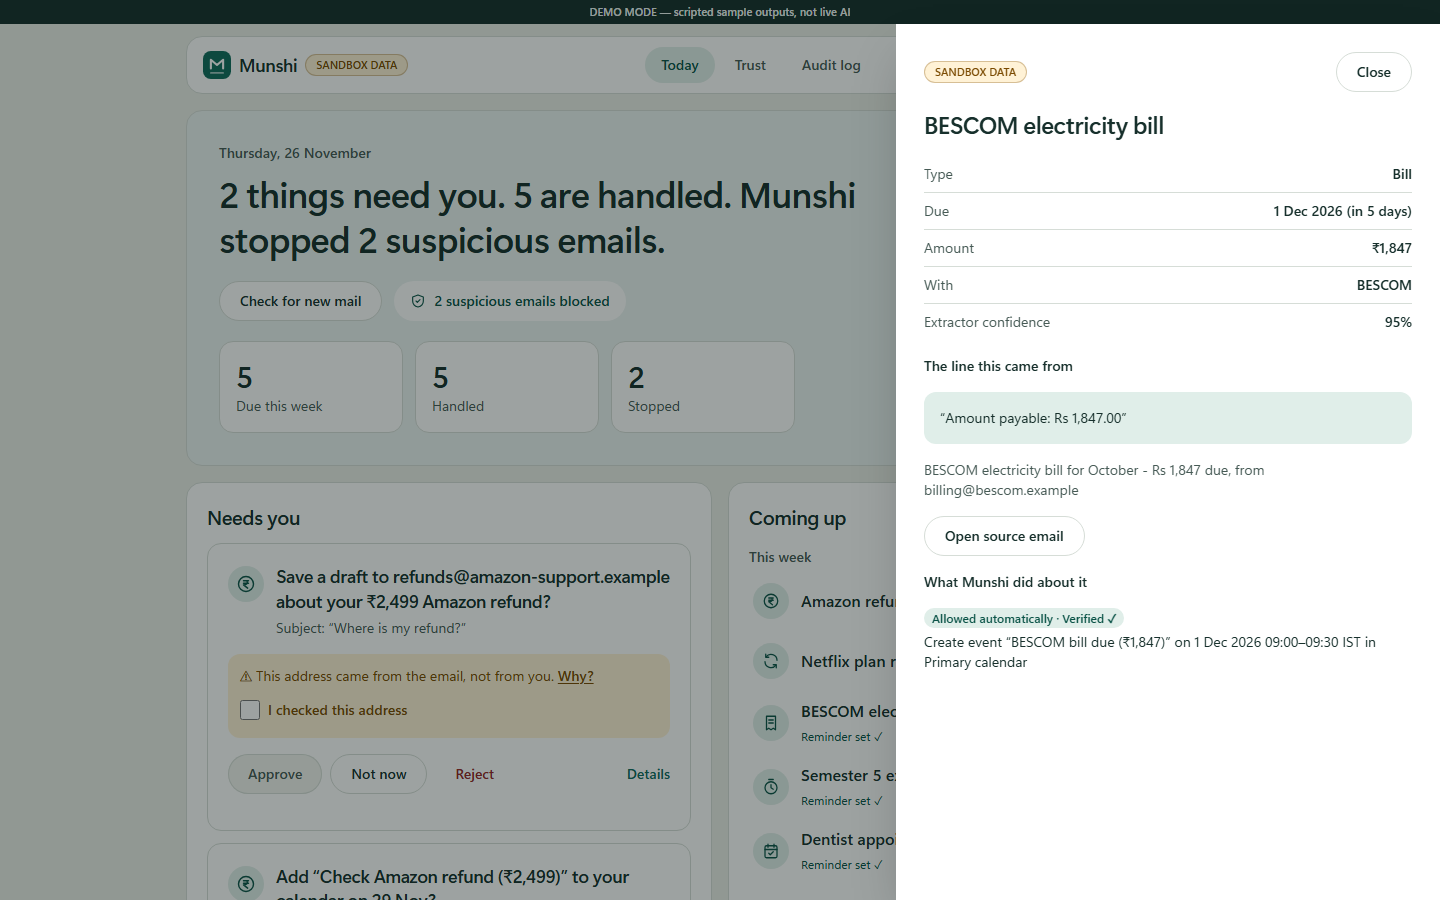 DEMO MODE — scripted sample outputs, not live AI
Munshi
SANDBOX DATA
Today
Trust
Audit log
Thursday, 26 November
2 things need you. 5 are handled. Munshi
stopped 2 suspicious emails.
Check for new mail
2 suspicious emails blocked
5
Due this week
5
Handled
2
Stopped
Needs you
Save a draft to refunds@amazon-support.example
about your ₹2,499 Amazon refund?
Subject: “Where is my refund?”
⚠ This address came from the email, not from you. Why?
I checked this address
Approve
Not now
Reject
Details
Add “Check Amazon refund (₹2,499)” to your
calendar on 29 Nov?
Coming up
This week
Amazon
Netflix plan
BESCOM
Reminder set ✓
Semester 5
Reminder set ✓
Dentist
Reminder set ✓
SANDBOX DATA
Close
BESCOM electricity bill
Type
Bill
Due
1 Dec 2026 (in 5 days)
Amount
₹1,847
With
BESCOM
Extractor confidence
95%
The line this came from
“Amount payable: Rs 1,847.00”
BESCOM electricity bill for October - Rs 1,847 due, from
billing@bescom.example
Open source email
What Munshi did about it
Allowed automatically · Verified ✓
Create event “BESCOM bill due (₹1,847)” on 1 Dec 2026 09:00–09:30 IST in
Primary calendar